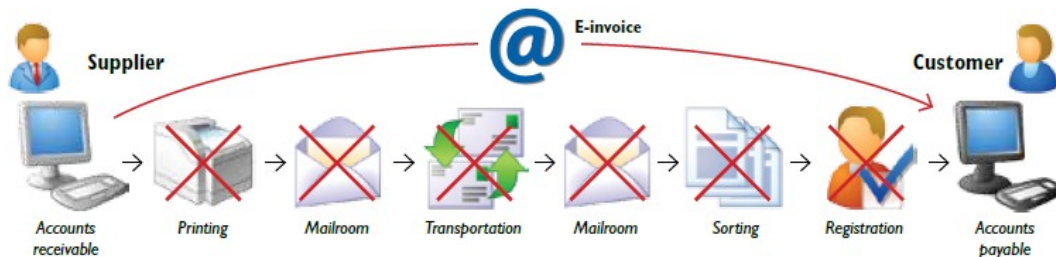 @
E-invoice
Supplier
Customer
Accounts
receivable
Printing
Mailroom
Transportation
Mailroom
Sorting
Registration
Accounts
payable